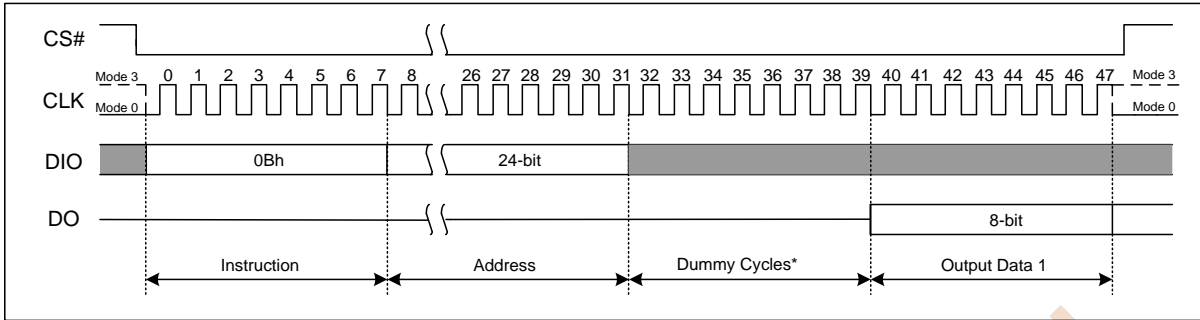 CS#
Mode 3 0 1 2 3 4 5 6 7 8 26 27 28 29 30 31 32 33 34 35 36 37 38 39 40 41 42 43 44 45 46 47 Mode 3
CLK
Mode 0 Mode 0
DIO 0Bh 24-bit
DO 8-bit
Instruction Address Dummy Cycles* Output Data 1